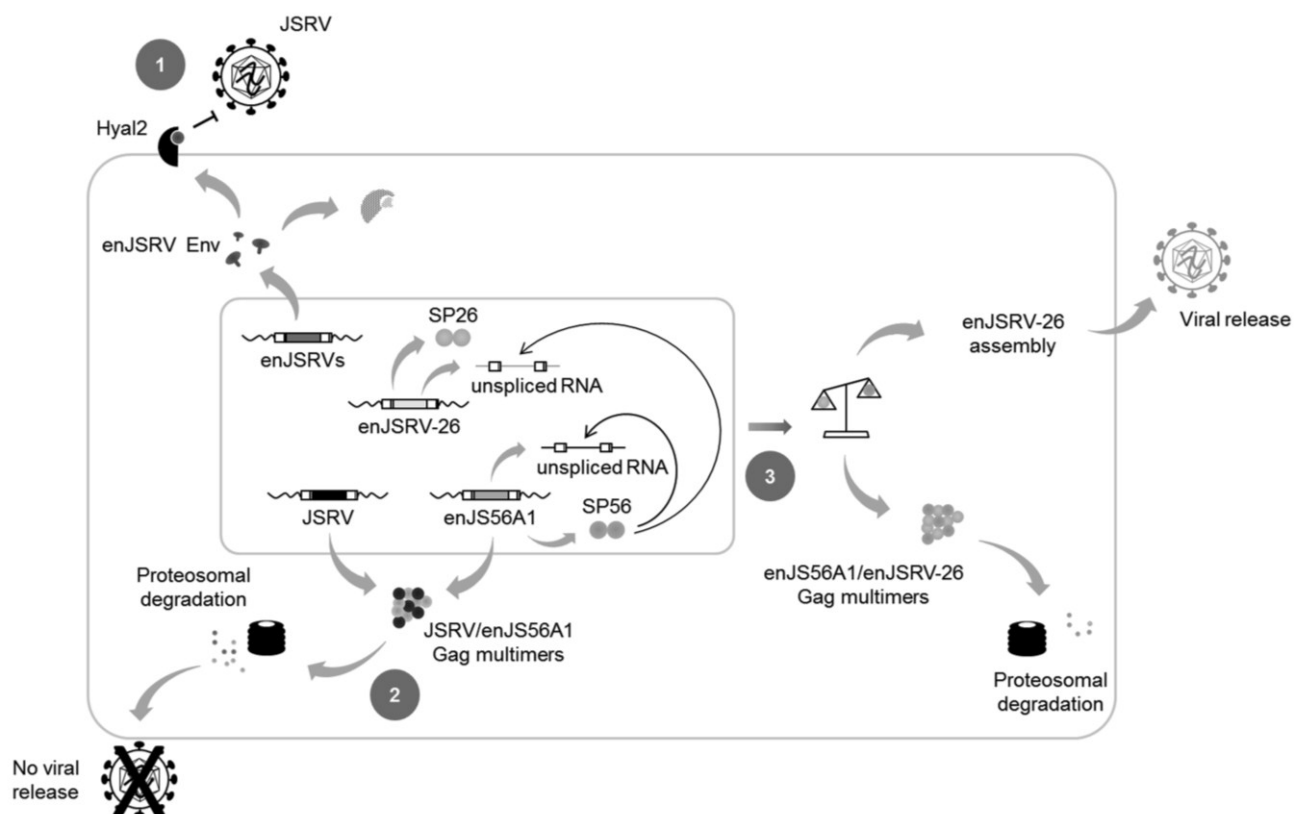 JSRV
1
Hyal2
enJSRV Env
SP26
enJSRVs
unspliced RNA
enJSRV-26
unspliced RNA
JSRV
enJS56A1
SP56
3
enJSRV-26
assembly
Viral release
enJS56A1/enJSRV-26
Gag multimers
Proteosomal
degradation
Proteosomal
degradation
JSRV/enJS56A1
Gag multimers
2
No viral
release